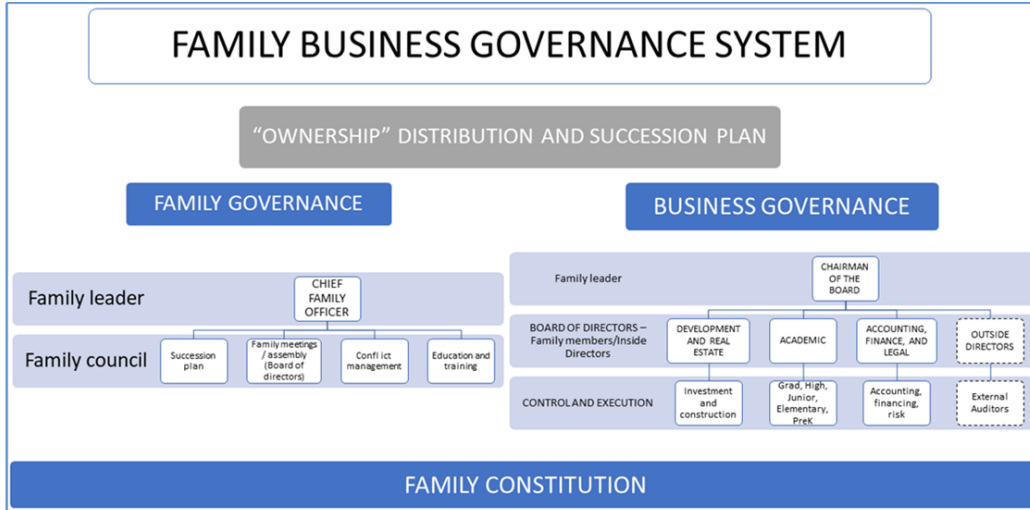 FAMILY BUSINESS GOVERNANCE SYSTEM
“OWNERSHIP” DISTRIBUTION AND SUCCESSION PLAN
FAMILY GOVERNANCE
Family leader
CHIEF
FAMILY
OFFICER
Family council
Succession
plan
Family meetings
/ assembly
(Board of
directors)
Confl ict
management
Education and
training
BUSINESS GOVERNANCE
Family leader
CHAIRMAN
OF THE
BOARD
BOARD OF DIRECTORS –
Family members/Inside
Directors
DEVELOPMENT
AND REAL
ESTATE
ACADEMIC
ACCOUNTING,
FINANCE, AND
LEGAL
OUTSIDE
DIRECTORS
CONTROL AND EXECUTION
Investment
and
construction
Grad, High,
Junior,
Elementary,
PreK
Accounting,
financing,
risk
External
Auditors
FAMILY CONSTITUTION